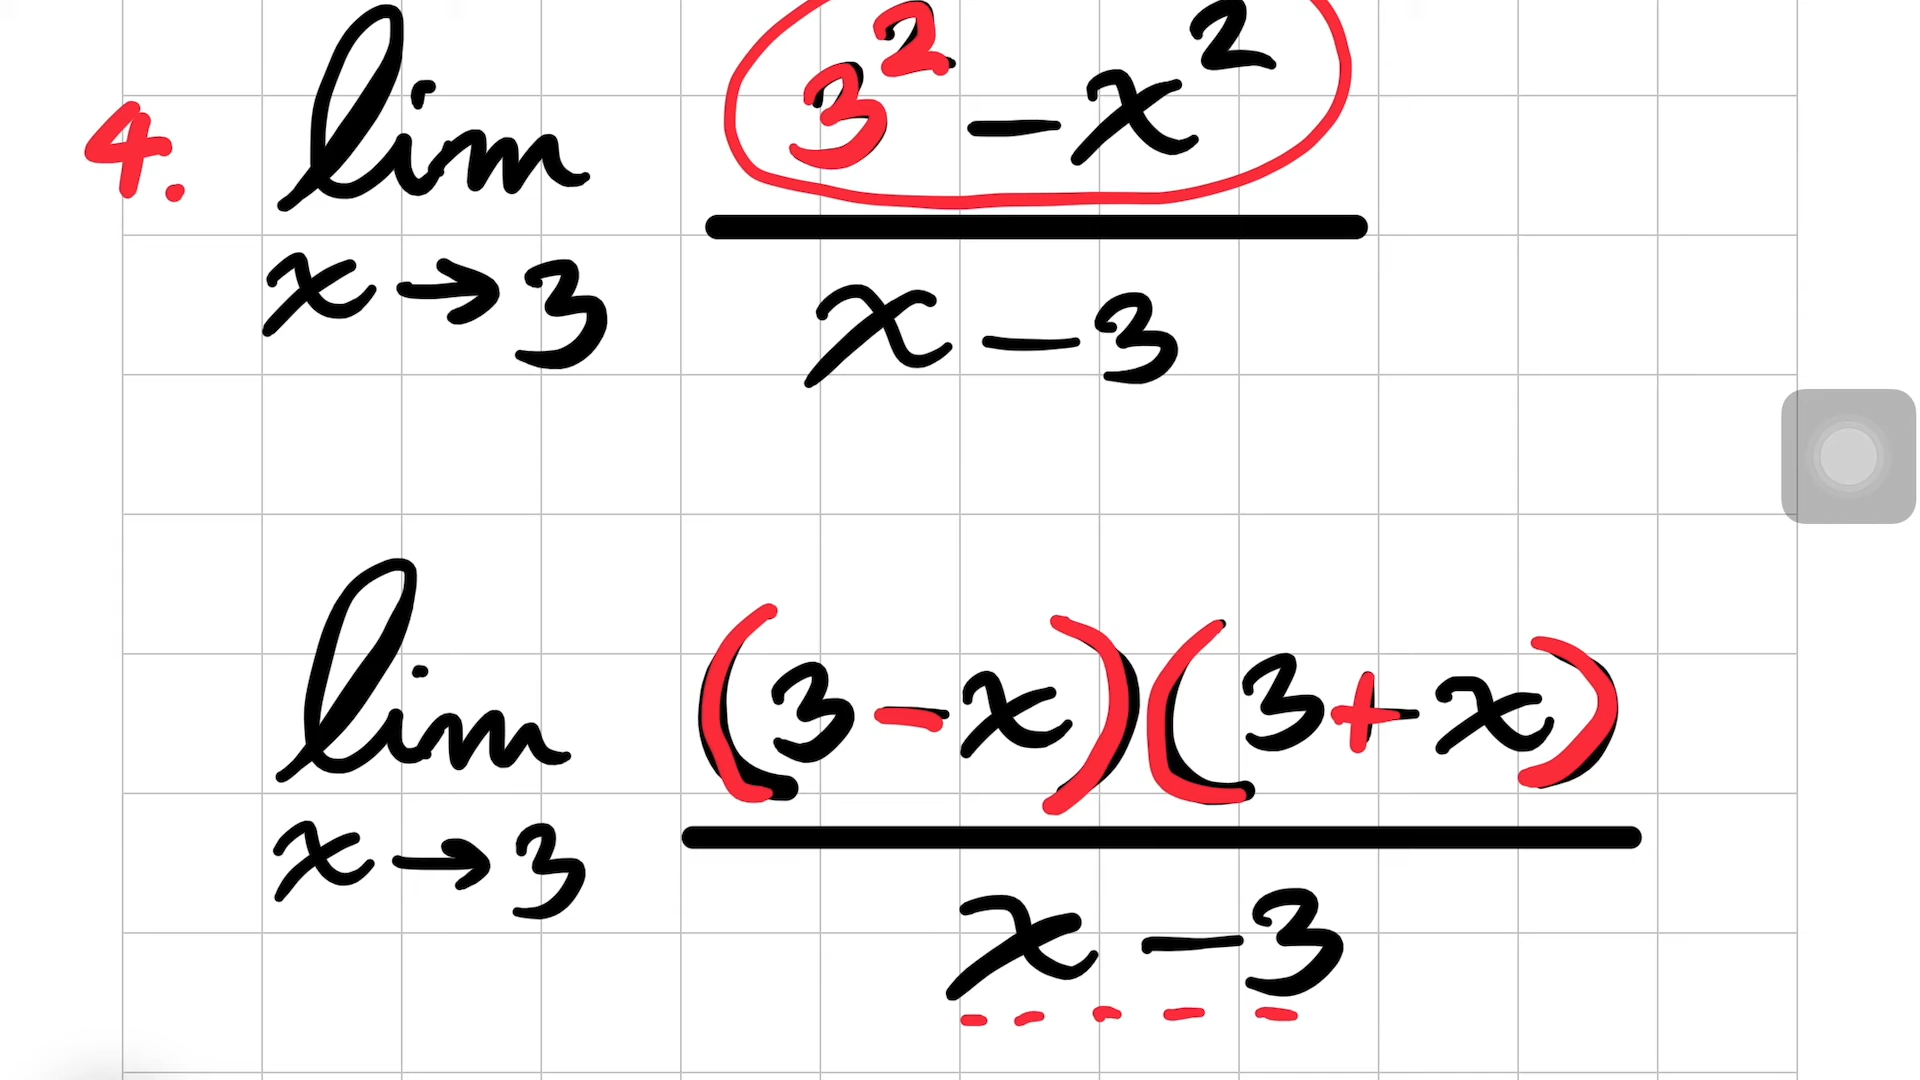 4. lim x→3 (3² − x²) / (x − 3)
lim x→3 (3 − x)(3 + x) / (x − 3)